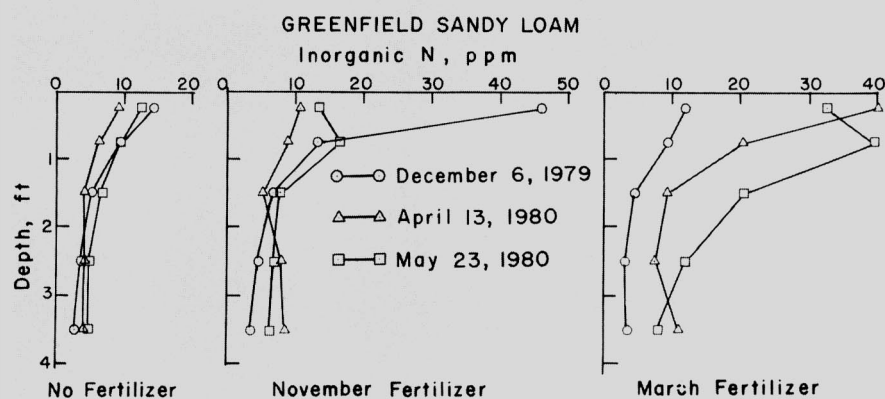 GREENFIELD SANDY LOAM
Inorganic N, ppm
0 10 20
0 10 20 30 40 50
0 10 20 30 40
Depth, ft
1
2
3
4
December 6, 1979
April 13, 1980
May 23, 1980
No Fertilizer
November Fertilizer
March Fertilizer